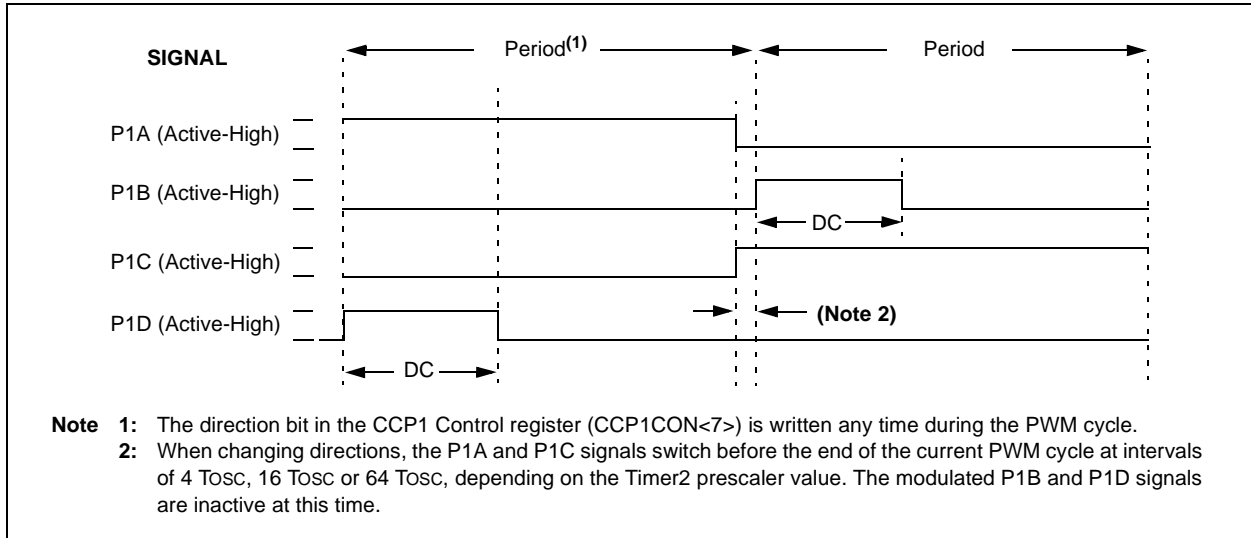 SIGNAL
Period(1)
Period
P1A (Active-High)
P1B (Active-High)
DC
P1C (Active-High)
P1D (Active-High)
(Note 2)
DC
Note 1: The direction bit in the CCP1 Control register (CCP1CON<7>) is written any time during the PWM cycle.
2: When changing directions, the P1A and P1C signals switch before the end of the current PWM cycle at intervals
of 4 TOSC, 16 TOSC or 64 TOSC, depending on the Timer2 prescaler value. The modulated P1B and P1D signals
are inactive at this time.